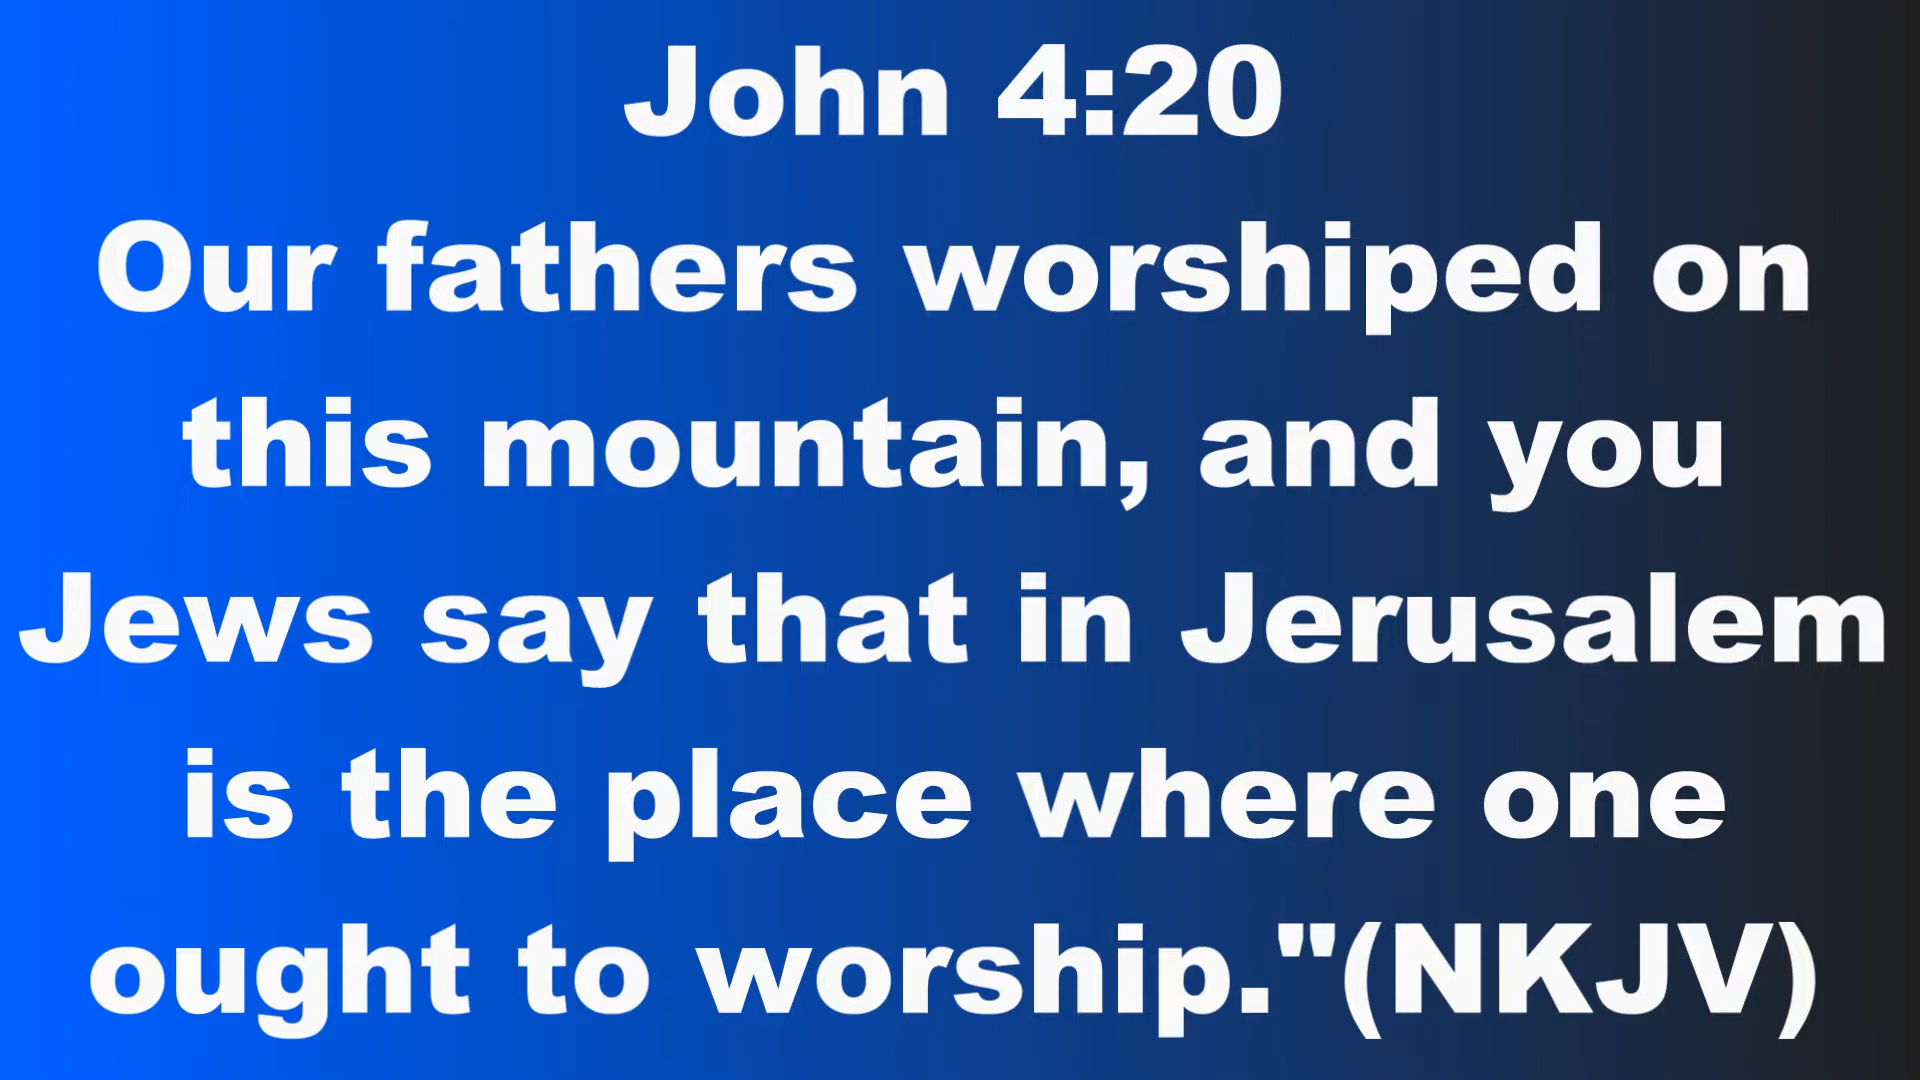 John 4:20
Our fathers worshiped on
this mountain, and you
Jews say that in Jerusalem
is the place where one
ought to worship."(NKJV)